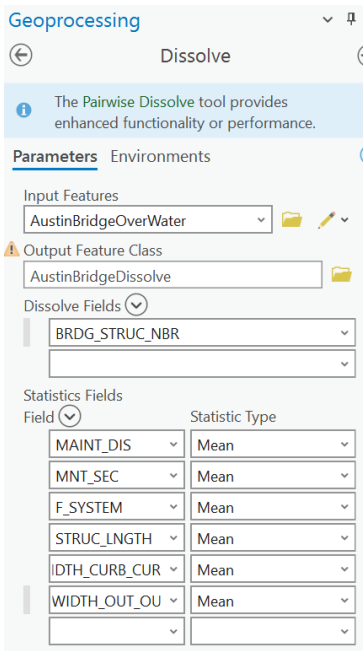 Geoprocessing
Dissolve
The Pairwise Dissolve tool provides
enhanced functionality or performance.
Parameters Environments
Input Features
AustinBridgeOverWater
Output Feature Class
AustinBridgeDissolve
Dissolve Fields
BRDG_STRUC_NBR
Statistics Fields
Field Statistic Type
MAINT_DIS Mean
MNT_SEC Mean
F_SYSTEM Mean
STRUC_LNGTH Mean
IDTH_CURB_CUR Mean
WIDTH_OUT_OU Mean